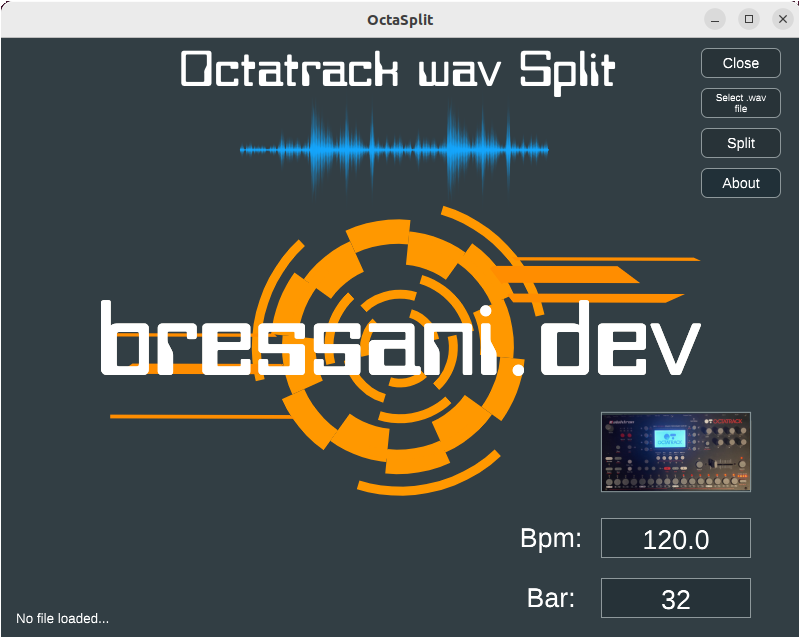 OctaSplit
Octatrack wav Split
Close
Select .wav
file
Split
About
bressani.dev
OCTATRACK
Bpm:
120.0
Bar:
32
No file loaded...